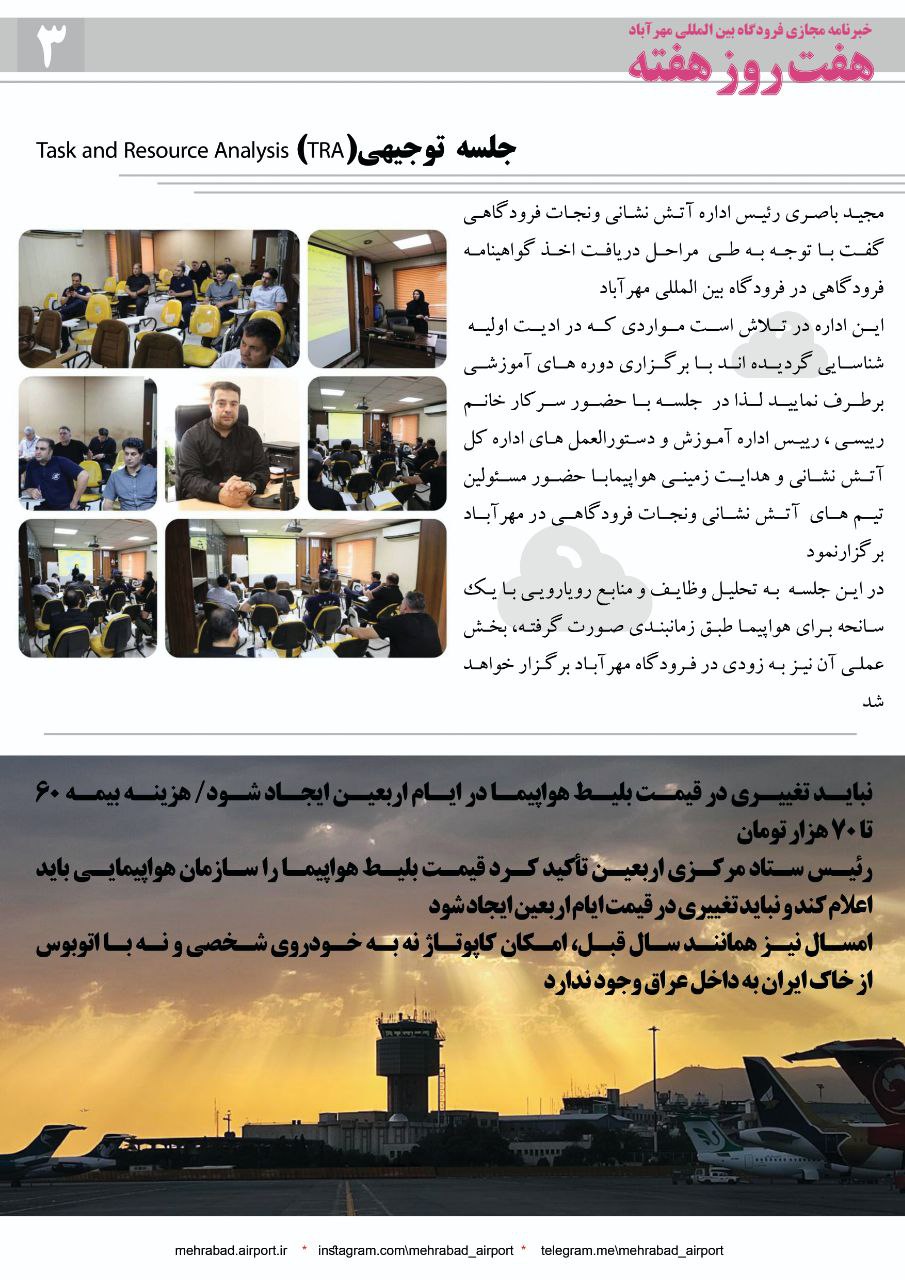 خبرنامه مجازی فرودگاه بین المللی مهرآباد
هفت روز هفته
۳
جلسه توجیهی(TRA) Task and Resource Analysis
مجید باصری رئیس اداره آتش نشانی ونجات فرودگاهی
گفت با توجه به طی مراحل دریافت اخذ گواهینامه
فرودگاهی در فرودگاه بین المللی مهرآباد
این اداره در تلاش است مواردی که در ادیت اولیه
شناسایی گردیده اند با برگزاری دوره های آموزشی
برطرف نمایید لذا در جلسه با حضور سرکار خانم
رییسی ، رییس اداره آموزش و دستورالعمل های اداره کل
آتش نشانی و هدایت زمینی هواپیمابا حضور مسئولین
تیم های آتش نشانی ونجات فرودگاهی در مهرآباد
برگزارنمود
در این جلسه به تحلیل وظایف و منابع رویارویی با یک
سانحه برای هواپیما طبق زمانبندی صورت گرفته، بخش
عملی آن نیز به زودی در فرودگاه مهرآباد برگزار خواهد
شد
نباید تغییری در قیمت بلیط هواپیما در ایام اربعین ایجاد شود/ هزینه بیمه ۶۰
تا ۷۰ هزار تومان
رئیس ستاد مرکزی اربعین تأکید کرد قیمت بلیط هواپیما را سازمان هواپیمایی باید
اعلام کند و نباید تغییری در قیمت ایام اربعین ایجاد شود
امسال نیز همانند سال قبل، امکان کاپوتاژ نه به خودروی شخصی و نه با اتوبوس
از خاک ایران به داخل عراق وجود ندارد
mehrabad.airport.ir * instagram.com\mehrabad_airport * telegram.me\mehrabad_airport